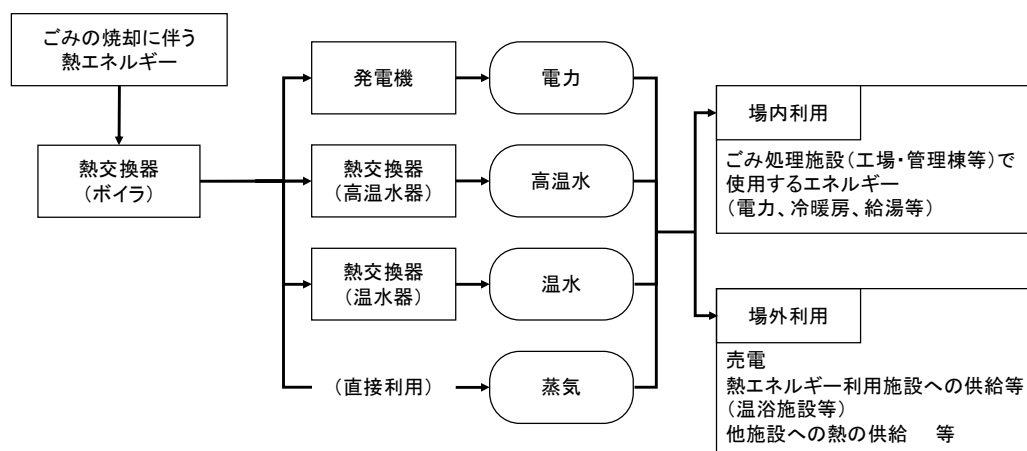 ごみの焼却に伴う
熱エネルギー
熱交換器
(ボイラ)
発電機
電力
熱交換器
(高温水器)
高温水
熱交換器
(温水器)
温水
(直接利用)
蒸気
場内利用
ごみ処理施設(工場・管理棟等)で
使用するエネルギー
(電力、冷暖房、給湯等)
場外利用
売電
熱エネルギー利用施設への供給等
(温浴施設等)
他施設への熱の供給　等